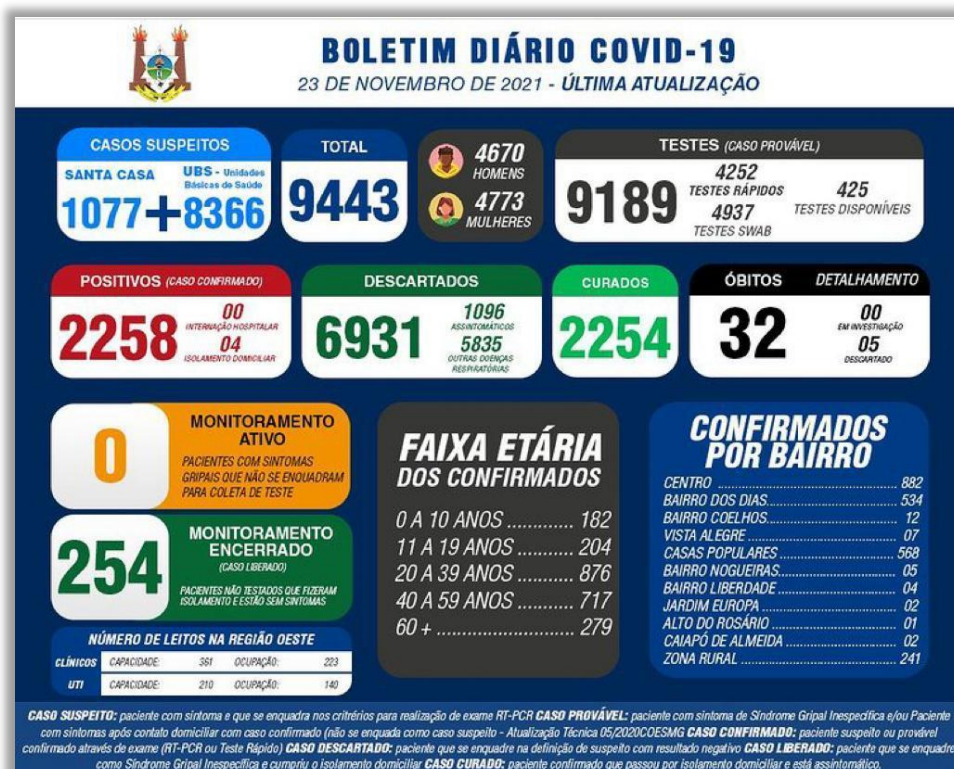 BOLETIM DIÁRIO COVID-19
23 DE NOVEMBRO DE 2021 - ÚLTIMA ATUALIZAÇÃO
CASOS SUSPEITOS
SANTA CASA
1077
+
UBS - Unidades
Básicas de Saúde
8366
TOTAL
9443
4670
HOMENS
4773
MULHERES
TESTES (CASO PROVÁVEL)
9189
4252
TESTES RÁPIDOS
4937
TESTES SWAB
425
TESTES DISPONÍVEIS
POSITIVOS (CASO CONFIRMADO)
2258
00
INTERNAÇÃO HOSPITALAR
04
ISOLAMENTO DOMICILIAR
DESCARTADOS
6931
1096
ASSINTOMÁTICOS
5835
OUTRAS DOENÇAS
RESPIRATÓRIAS
CURADOS
2254
ÓBITOS
32
DETALHAMENTO
00
EM INVESTIGAÇÃO
05
DESCARTADO
0
MONITORAMENTO
ATIVO
PACIENTES COM SINTOMAS
GRIPAIS QUE NÃO SE ENQUADRAM
PARA COLETA DE TESTE
254
MONITORAMENTO
ENCERRADO
(CASO LIBERADO)
PACIENTES NÃO TESTADOS QUE FIZERAM
ISOLAMENTO E ESTÃO SEM SINTOMAS
NÚMERO DE LEITOS NA REGIÃO OESTE
CLÍNICOS CAPACIDADE: 361 OCUPAÇÃO: 223
UTI CAPACIDADE: 210 OCUPAÇÃO: 140
FAIXA ETÁRIA
DOS CONFIRMADOS
0 A 10 ANOS ............ 182
11 A 19 ANOS ........... 204
20 A 39 ANOS .......... 876
40 A 59 ANOS .......... 717
60 + ......................... 279
CONFIRMADOS
POR BAIRRO
CENTRO ........................ 882
BAIRRO DOS DIAS.................. 534
BAIRRO COELHOS.................. 12
VISTA ALEGRE .................... 07
CASAS POPULARES ................ 568
BAIRRO NOGUEIRAS................ 05
BAIRRO LIBERDADE ................ 04
JARDIM EUROPA ................... 02
ALTO DO ROSÁRIO ................. 01
CAIAPÓ DE ALMEIDA ............... 02
ZONA RURAL ...................... 241
CASO SUSPEITO: paciente com sintoma e que se enquadra nos critrérios para realização de exame RT-PCR CASO PROVÁVEL: paciente com sintoma de Síndrome Gripal Inespecífica e/ou Paciente
com sintomas após contato domiciliar com caso confirmado (não se enquada como caso suspeito - Atualização Técnica 05/2020COESMG CASO CONFIRMADO: paciente suspeito ou provável
confirmado através de exame (RT-PCR ou Teste Rápido) CASO DESCARTADO: paciente que se enquadre na definição de suspeito com resultado negativo CASO LIBERADO: paciente que se enquadre
como Síndrome Gripal Inespecífica e cumpriu o isolamento domiciliar CASO CURADO: paciente confirmado que passou por isolamento domiciliar e está assintomático.